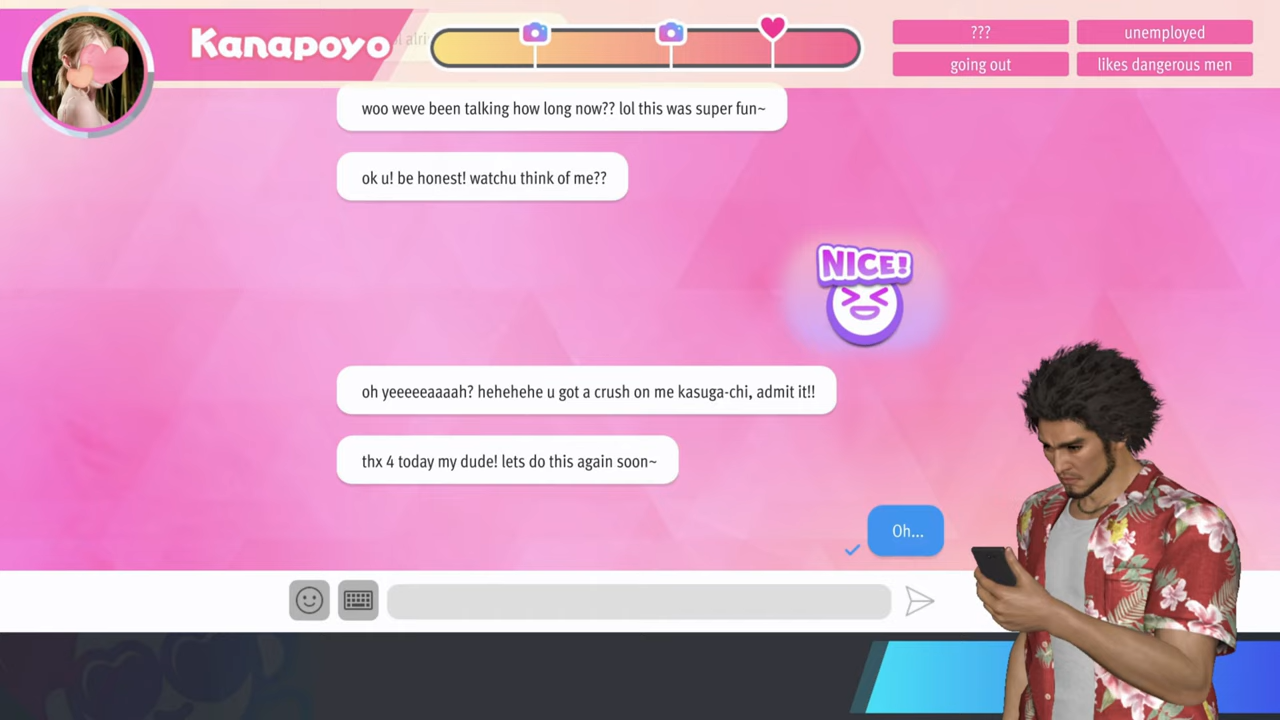 Kanapoyo
???
unemployed
going out
likes dangerous men
woo weve been talking how long now?? lol this was super fun~
ok u! be honest! watchu think of me??
NICE!
oh yeeeeeaaaah? hehehehe u got a crush on me kasuga-chi, admit it!!
thx 4 today my dude! lets do this again soon~
Oh...